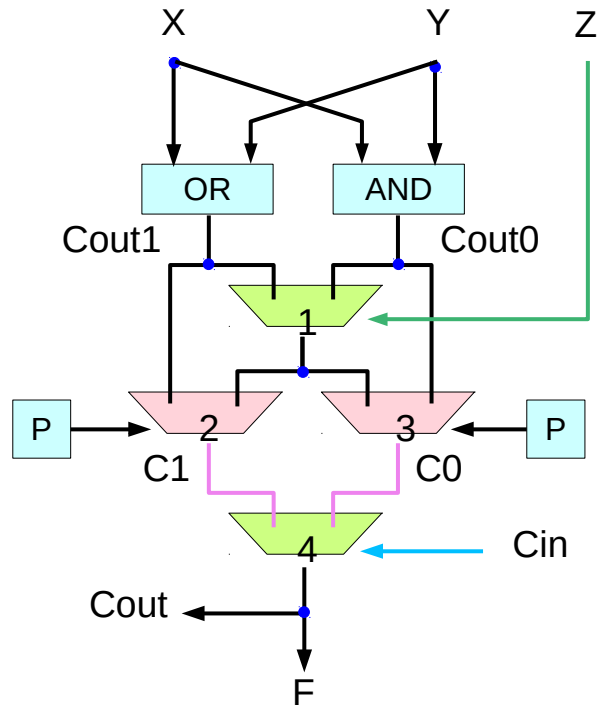 X Y Z
OR AND
Cout1 Cout0
1
P 2 3 P
C1 C0
4 Cin
Cout
F